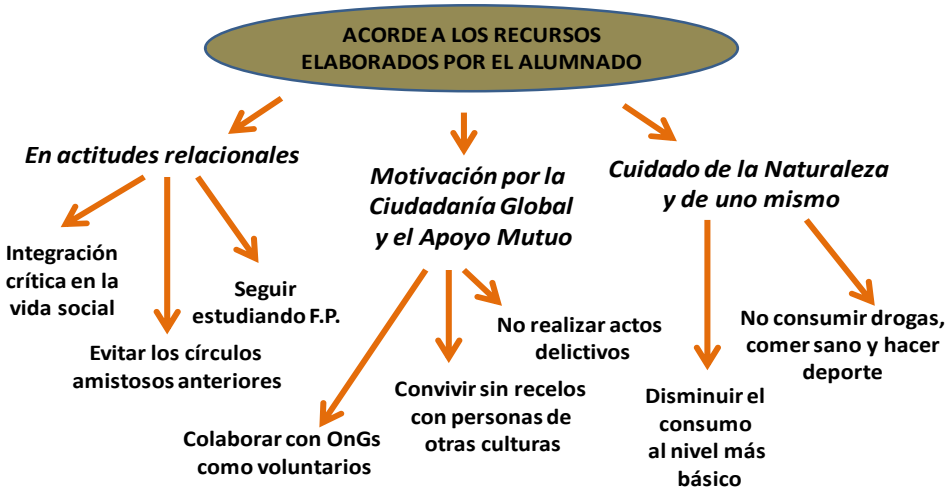 ACORDE A LOS RECURSOS
ELABORADOS POR EL ALUMNADO
En actitudes relacionales
Integración
crítica en la
vida social
Evitar los círculos
amistosos anteriores
Seguir
estudiando F.P.
Motivación por la
Ciudadanía Global
y el Apoyo Mutuo
Colaborar con OnGs
como voluntarios
Convivir sin recelos
con personas de
otras culturas
No realizar actos
delictivos
Cuidado de la Naturaleza
y de uno mismo
Disminuir el
consumo
al nivel más
básico
No consumir drogas,
comer sano y hacer
deporte